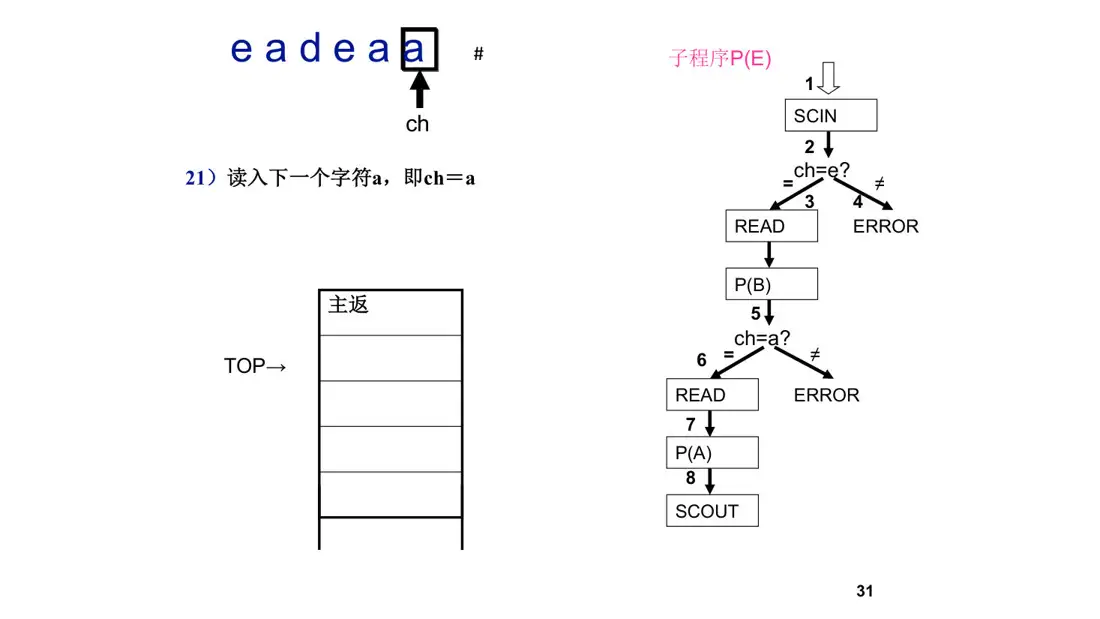 e a d e a a #
ch
21）读入下一个字符a，即ch＝a
主返
TOP→
子程序P(E)
1
SCIN
2
ch=e?
= ≠
3 4
READ ERROR
P(B)
5
ch=a?
6 = ≠
READ ERROR
7
P(A)
8
SCOUT
31